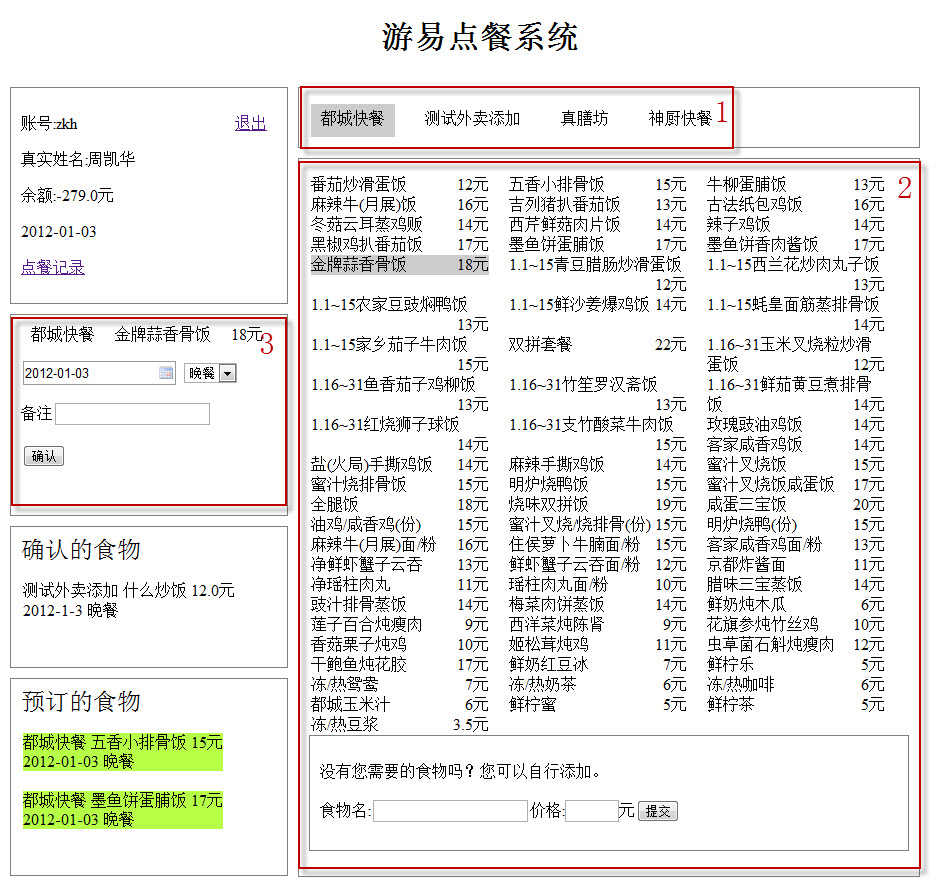 游易点餐系统
账号:zkh 退出
真实姓名:周凯华
余额:-279.0元
2012-01-03
点餐记录
都城快餐 金牌蒜香骨饭 18元 3
2012-01-03 晚餐
备注
确认
确认的食物
测试外卖添加 什么炒饭 12.0元
2012-1-3 晚餐
预订的食物
都城快餐 五香小排骨饭 15元
2012-01-03 晚餐
都城快餐 墨鱼饼蛋脯饭 17元
2012-01-03 晚餐
都城快餐 测试外卖添加 真膳坊 神厨快餐 1
2
番茄炒滑蛋饭 12元 五香小排骨饭 15元 牛柳蛋脯饭 13元
麻辣牛(月展)饭 16元 吉列猪扒番茄饭 13元 古法纸包鸡饭 16元
冬菇云耳蒸鸡贩 14元 西芹鲜菇肉片饭 14元 辣子鸡饭 14元
黑椒鸡扒番茄饭 17元 墨鱼饼蛋脯饭 17元 墨鱼饼香肉酱饭 17元
金牌蒜香骨饭 18元 1.1~15青豆腊肠炒滑蛋饭 1.1~15西兰花炒肉丸子饭
12元 13元
1.1~15农家豆豉焖鸭饭 1.1~15鲜沙姜爆鸡饭 14元 1.1~15蚝皇面筋蒸排骨饭
13元 14元
1.1~15家乡茄子牛肉饭 双拼套餐 22元 1.16~31玉米叉烧粒炒滑
15元 蛋饭 12元
1.16~31鱼香茄子鸡柳饭 1.16~31竹笙罗汉斋饭 1.16~31鲜茄黄豆煮排骨
13元 13元 饭 14元
1.16~31红烧狮子球饭 1.16~31支竹酸菜牛肉饭 玫瑰豉油鸡饭 14元
14元 15元 客家咸香鸡饭 14元
盐(火局)手撕鸡饭 14元 麻辣手撕鸡饭 14元 蜜汁叉烧饭 15元
蜜汁烧排骨饭 15元 明炉烧鸭饭 15元 蜜汁叉烧饭咸蛋饭 17元
全腿饭 18元 烧味双拼饭 19元 咸蛋三宝饭 20元
油鸡/咸香鸡(份) 15元 蜜汁叉烧/烧排骨(份) 15元 明炉烧鸭(份) 15元
麻辣牛(月展)面/粉 16元 住侯萝卜牛腩面/粉 15元 客家咸香鸡面/粉 13元
净鲜虾蟹子云吞 13元 鲜虾蟹子云吞面/粉 12元 京都炸酱面 11元
净瑶柱肉丸 11元 瑶柱肉丸面/粉 10元 腊味三宝蒸饭 14元
豉汁排骨蒸饭 14元 梅菜肉饼蒸饭 14元 鲜奶炖木瓜 6元
莲子百合炖瘦肉 9元 西洋菜炖陈肾 9元 花旗参炖竹丝鸡 10元
香菇栗子炖鸡 10元 姬松茸炖鸡 11元 虫草菌石斛炖瘦肉 12元
干鲍鱼炖花胶 17元 鲜奶红豆冰 7元 鲜柠乐 5元
冻/热鸳鸯 7元 冻/热奶茶 6元 冻/热咖啡 6元
都城玉米汁 6元 鲜柠蜜 5元 鲜柠茶 5元
冻/热豆浆 3.5元
没有您需要的食物吗？您可以自行添加。
食物名: 价格: 元 提交